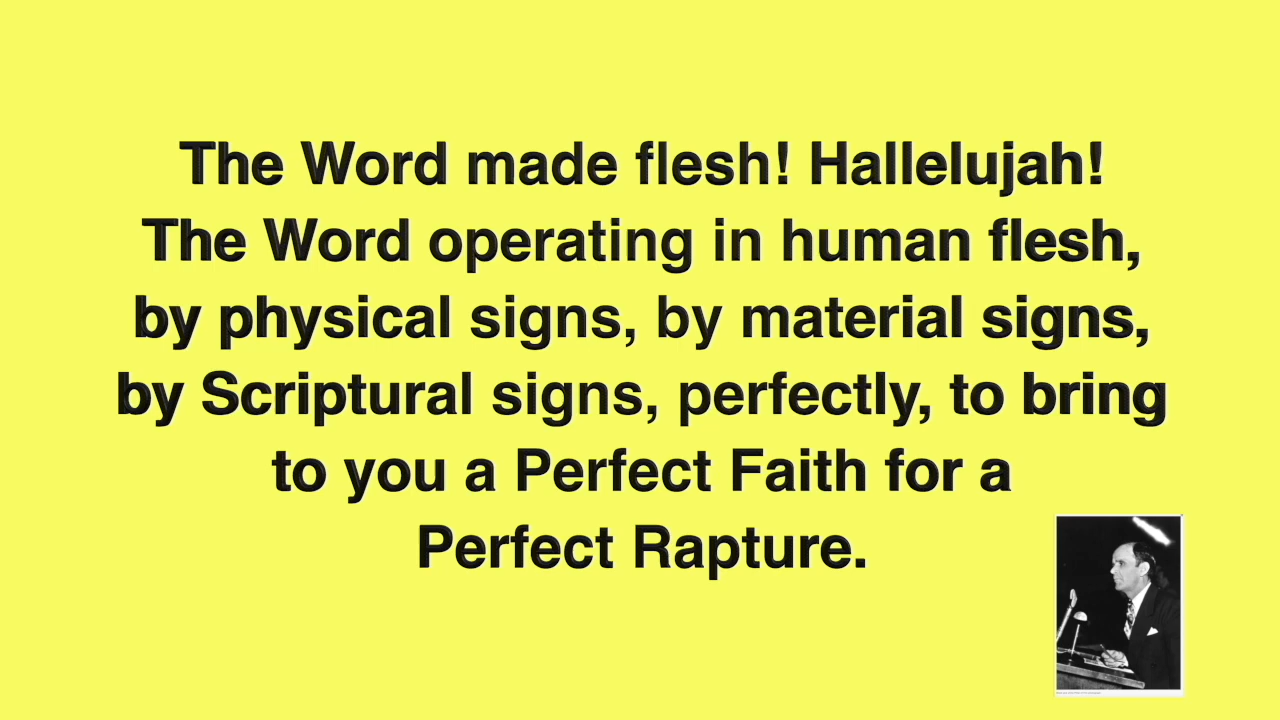 The Word made flesh! Hallelujah!
The Word operating in human flesh,
by physical signs, by material signs,
by Scriptural signs, perfectly, to bring
to you a Perfect Faith for a
Perfect Rapture.